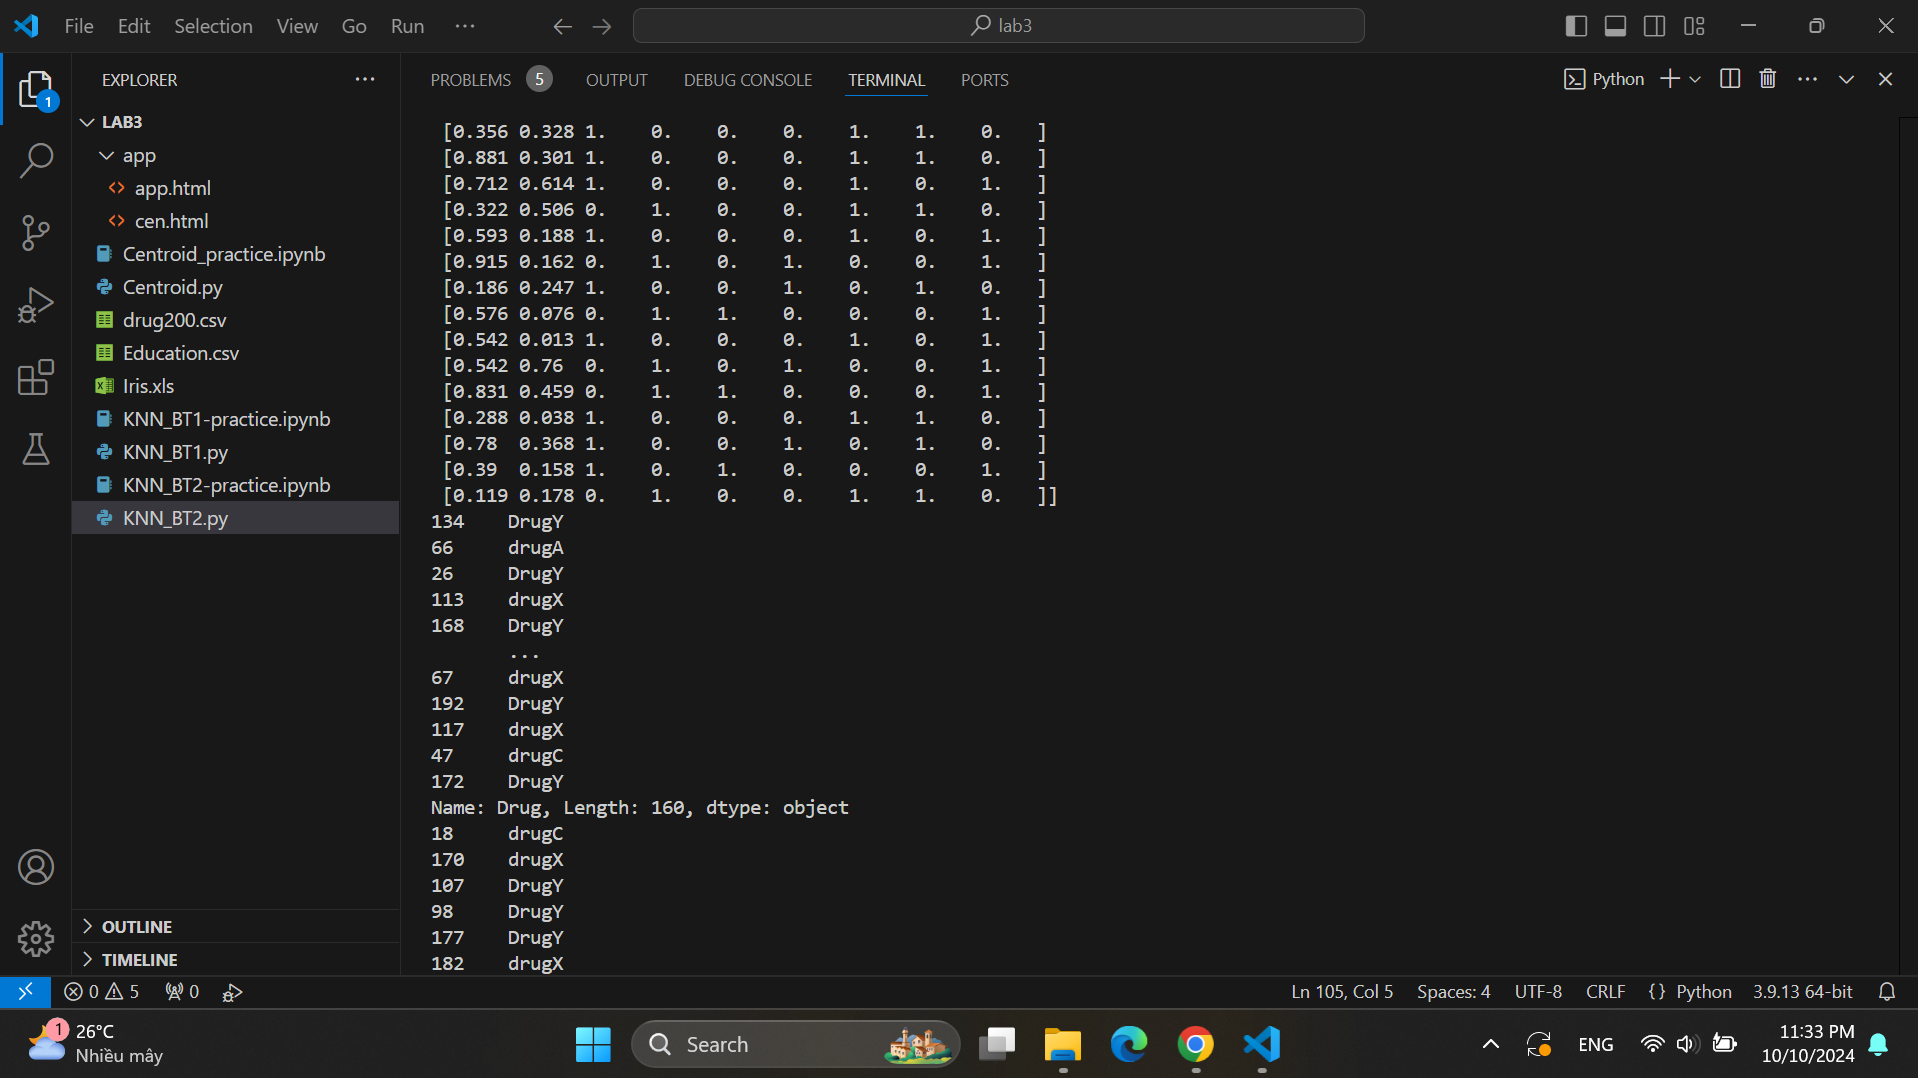 File Edit Selection View Go Run ... lab3
EXPLORER ...
PROBLEMS 5 OUTPUT DEBUG CONSOLE TERMINAL PORTS
Python
1
LAB3
app
app.html
cen.html
Centroid_practice.ipynb
Centroid.py
drug200.csv
Education.csv
Iris.xls
KNN_BT1-practice.ipynb
KNN_BT1.py
KNN_BT2-practice.ipynb
KNN_BT2.py
OUTLINE
TIMELINE
[0.356 0.328 1. 0. 0. 0. 1. 1. 0. ]
[0.881 0.301 1. 0. 0. 0. 1. 1. 0. ]
[0.712 0.614 1. 0. 0. 0. 1. 0. 1. ]
[0.322 0.506 0. 1. 0. 0. 1. 1. 0. ]
[0.593 0.188 1. 0. 0. 0. 1. 0. 1. ]
[0.915 0.162 0. 1. 0. 1. 0. 0. 1. ]
[0.186 0.247 1. 0. 0. 1. 0. 1. 0. ]
[0.576 0.076 0. 1. 1. 0. 0. 0. 1. ]
[0.542 0.013 1. 0. 0. 0. 1. 0. 1. ]
[0.542 0.76 0. 1. 0. 1. 0. 0. 1. ]
[0.831 0.459 0. 1. 1. 0. 0. 0. 1. ]
[0.288 0.038 1. 0. 0. 0. 1. 1. 0. ]
[0.78 0.368 1. 0. 0. 1. 0. 1. 0. ]
[0.39 0.158 1. 0. 1. 0. 0. 0. 1. ]
[0.119 0.178 0. 1. 0. 0. 1. 1. 0. ]]
134 DrugY
66 drugA
26 DrugY
113 drugX
168 DrugY
...
67 drugX
192 DrugY
117 drugX
47 drugC
172 DrugY
Name: Drug, Length: 160, dtype: object
18 drugC
170 drugX
107 DrugY
98 DrugY
177 DrugY
182 drugX
0 5 0 Ln 105, Col 5 Spaces: 4 UTF-8 CRLF {} Python 3.9.13 64-bit
1
26°C
Nhiều mây
Search
ENG
11:33 PM
10/10/2024